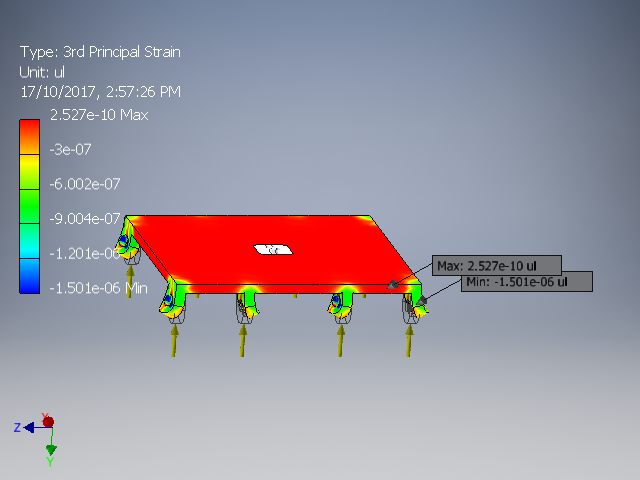 Type: 3rd Principal Strain
Unit: ul
17/10/2017, 2:57:26 PM
2.527e-10 Max
-3e-07
-6.002e-07
-9.004e-07
-1.201e-06
-1.501e-06 Min
Max: 2.527e-10 ul
Min: -1.501e-06 ul
X
Z
Y